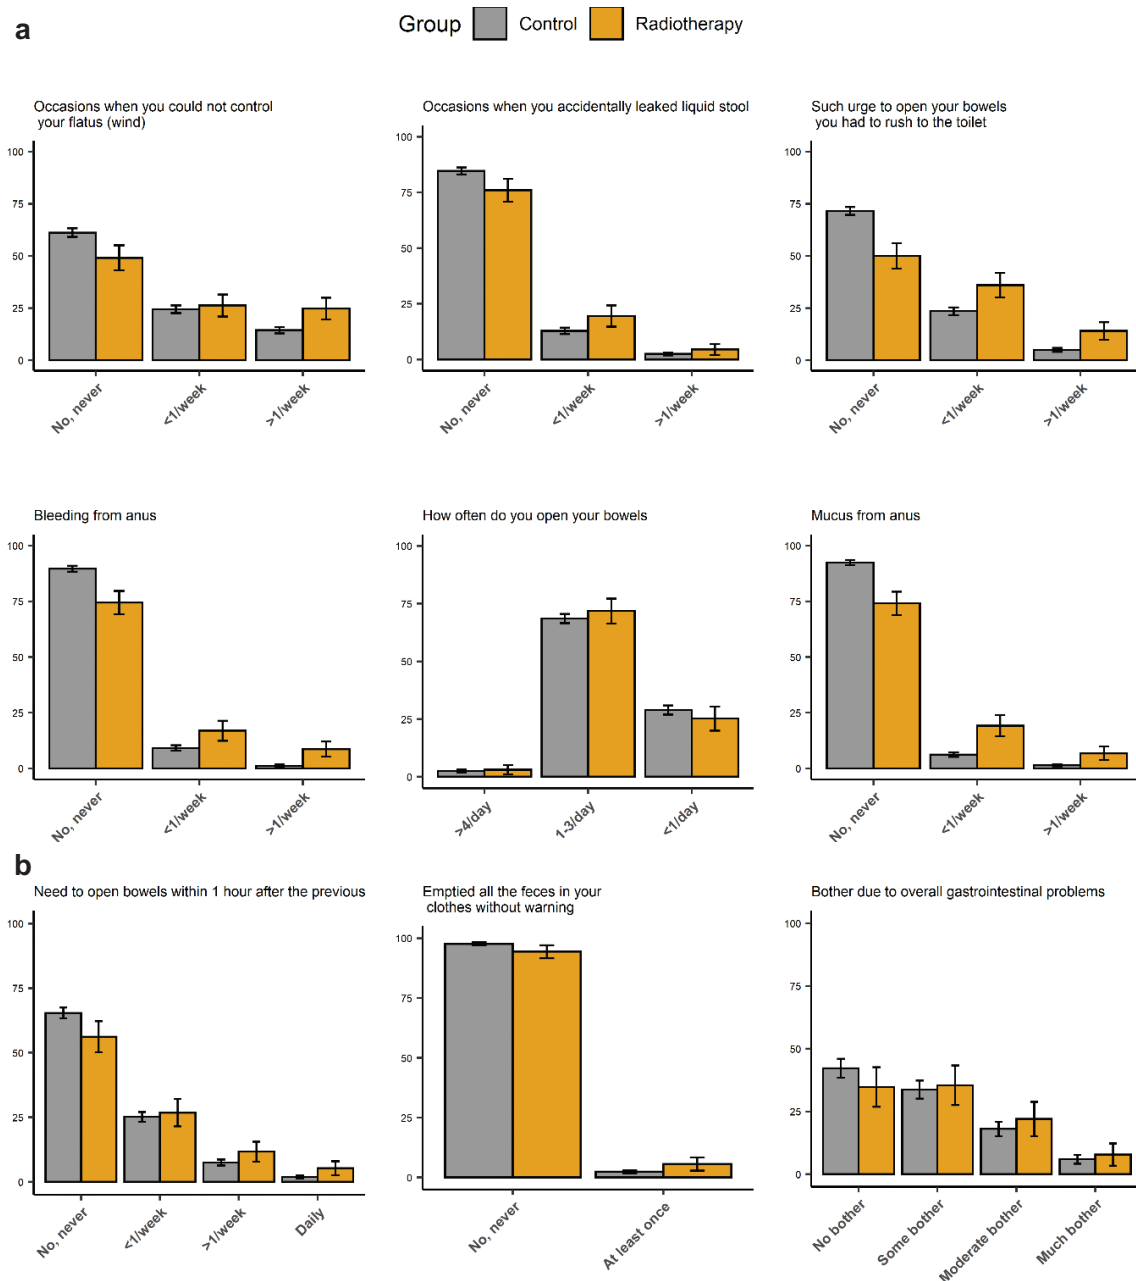 a
Group Control Radiotherapy
Occasions when you could not control
your flatus (wind)
100
75
50
25
0
No, never
<1/week
>1/week
Occasions when you accidentally leaked liquid stool
100
75
50
25
0
No, never
<1/week
>1/week
Such urge to open your bowels
you had to rush to the toilet
100
75
50
25
0
No, never
<1/week
>1/week
Bleeding from anus
100
75
50
25
0
No, never
<1/week
>1/week
How often do you open your bowels
100
75
50
25
0
>4/day
1-3/day
<1/day
Mucus from anus
100
75
50
25
0
No, never
<1/week
>1/week
b
Need to open bowels within 1 hour after the previous
100
75
50
25
0
No, never
<1/week
>1/week
Daily
Emptied all the feces in your
clothes without warning
100
75
50
25
0
No, never
At least once
Bother due to overall gastrointestinal problems
100
75
50
25
0
No bother
Some bother
Moderate bother
Much bother